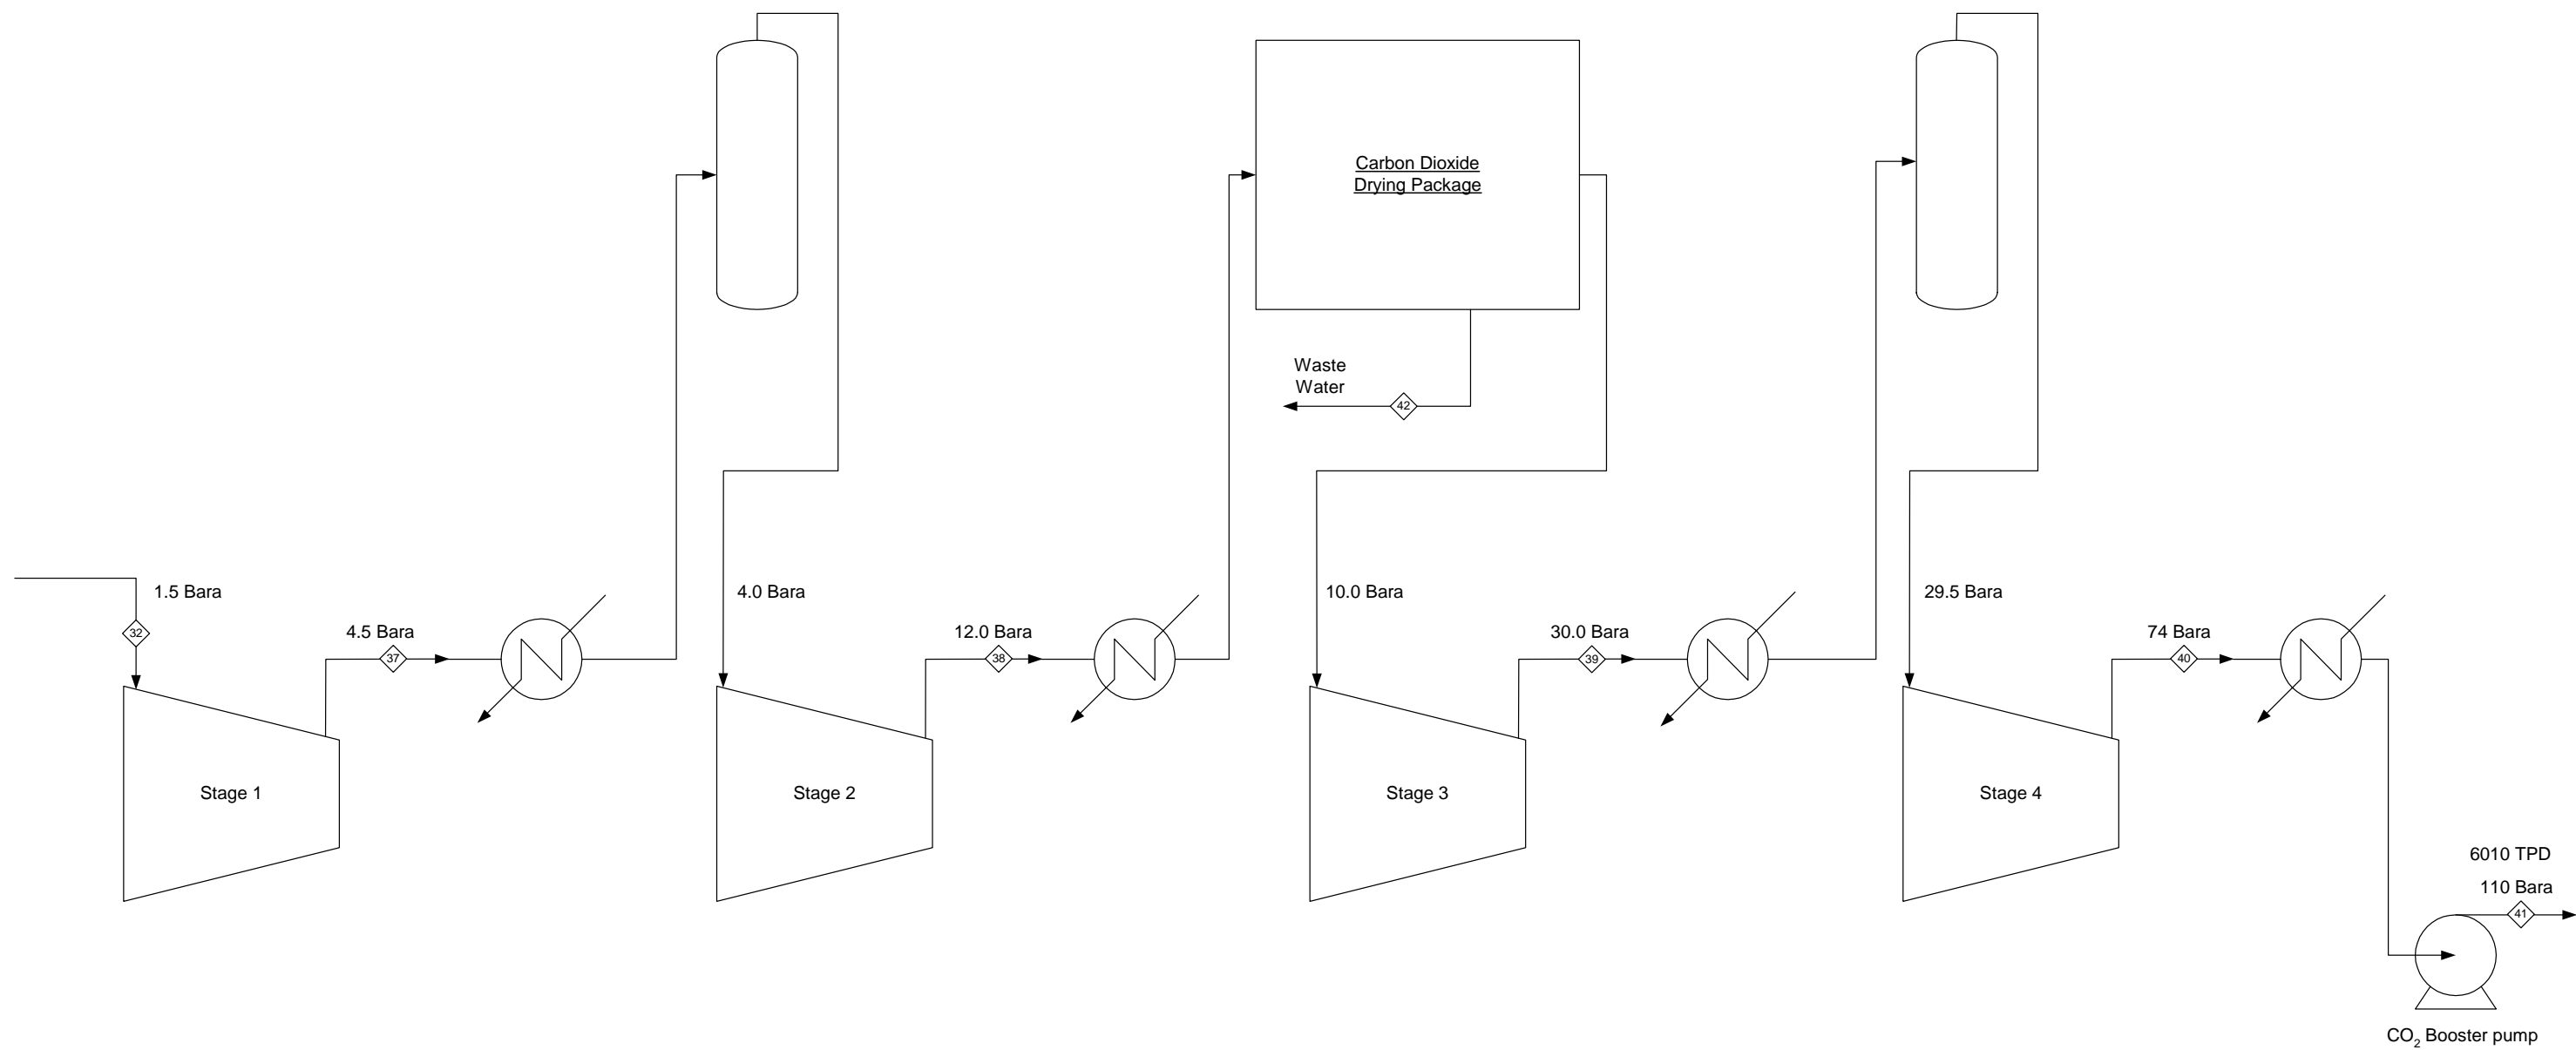 Carbon Dioxide
Drying Package
Waste
Water
42
1.5 Bara
32
4.5 Bara
37
4.0 Bara
12.0 Bara
38
10.0 Bara
30.0 Bara
39
29.5 Bara
74 Bara
40
Stage 1
Stage 2
Stage 3
Stage 4
6010 TPD
110 Bara
41
CO₂ Booster pump